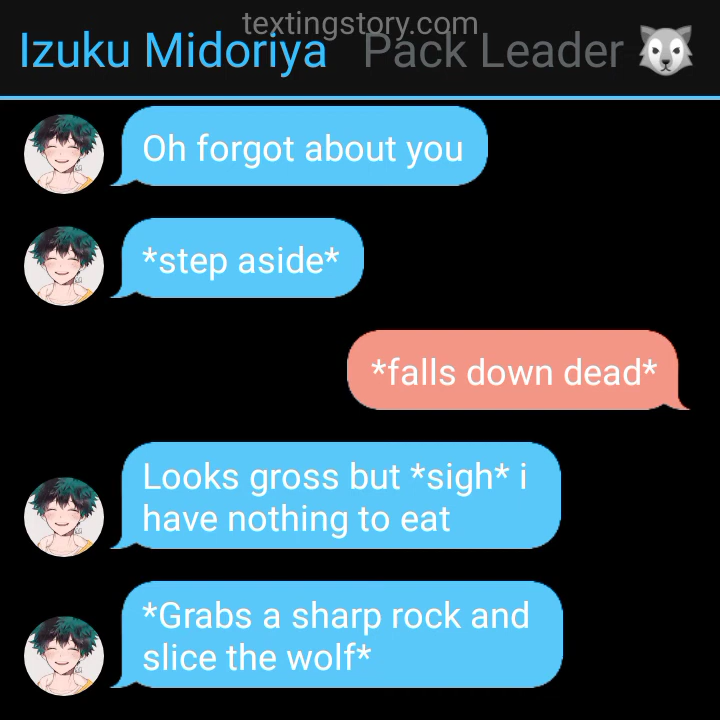 textingstory.com
Izuku Midoriya Pack Leader 🐺
Oh forgot about you
*step aside*
*falls down dead*
Looks gross but *sigh* i
have nothing to eat
*Grabs a sharp rock and
slice the wolf*